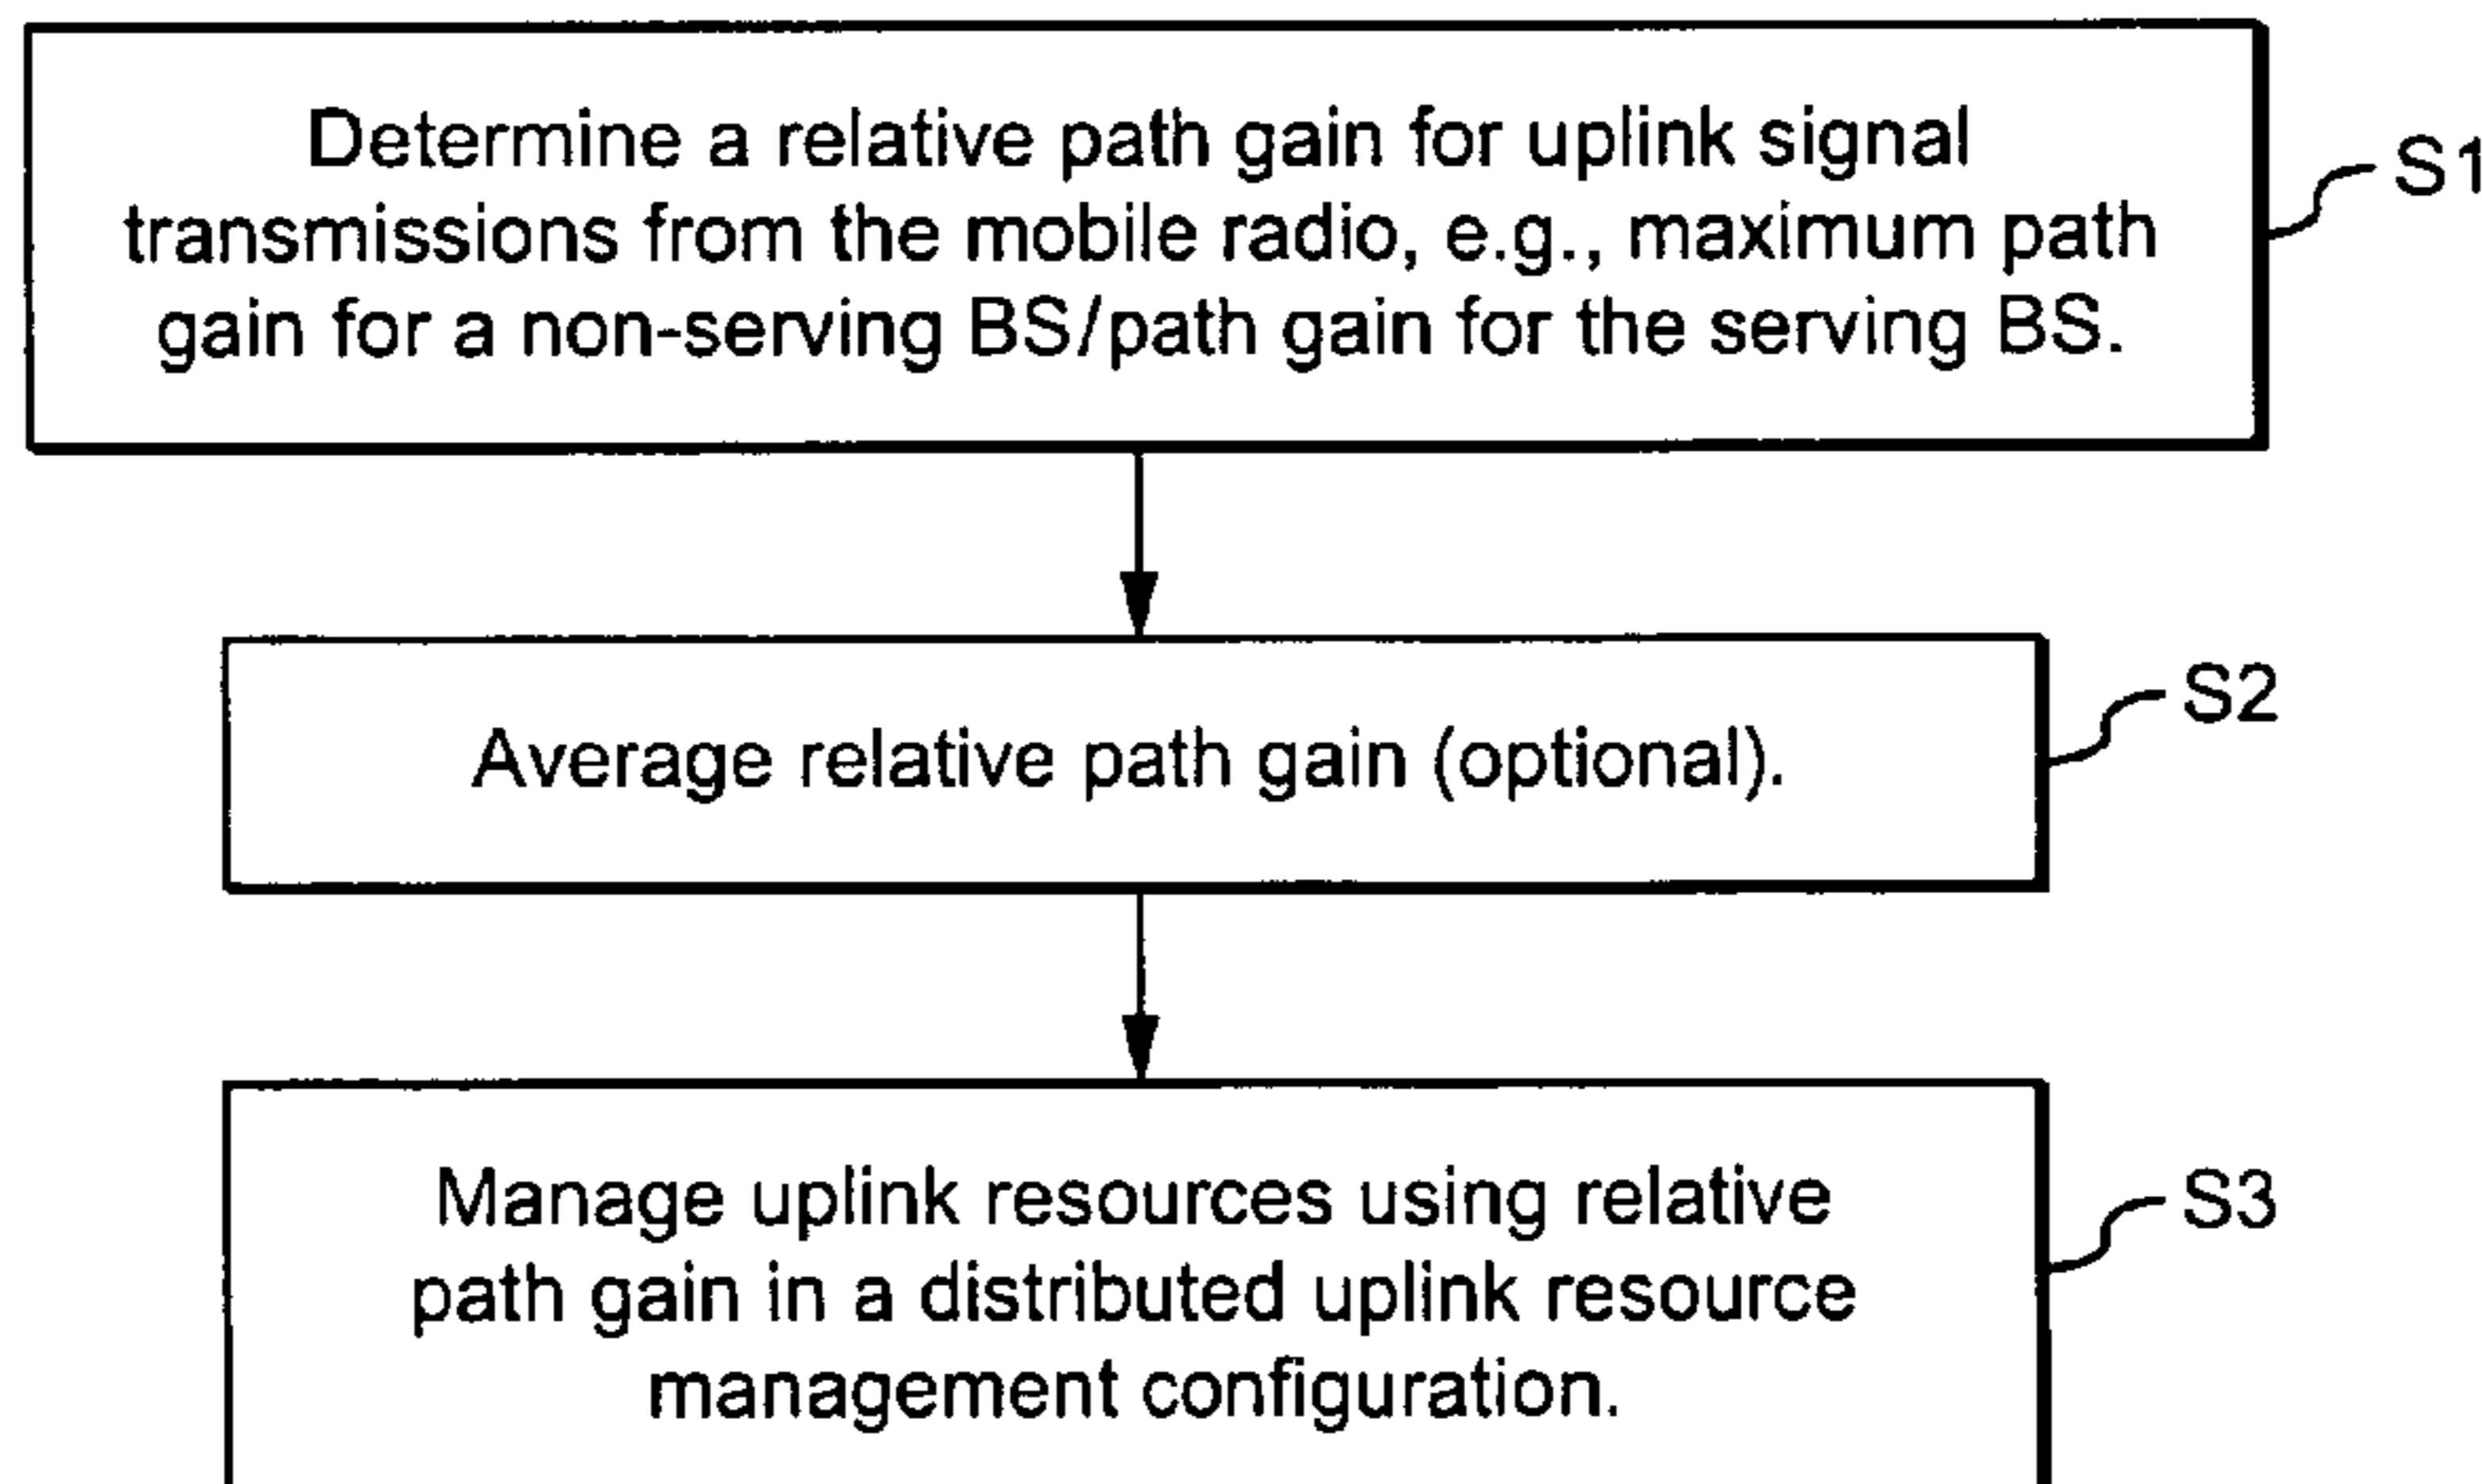 Determine a relative path gain for uplink signal
transmissions from the mobile radio, e.g., maximum path
gain for a non-serving BS/path gain for the serving BS.
S1
Average relative path gain (optional).
S2
Manage uplink resources using relative
path gain in a distributed uplink resource
management configuration.
S3